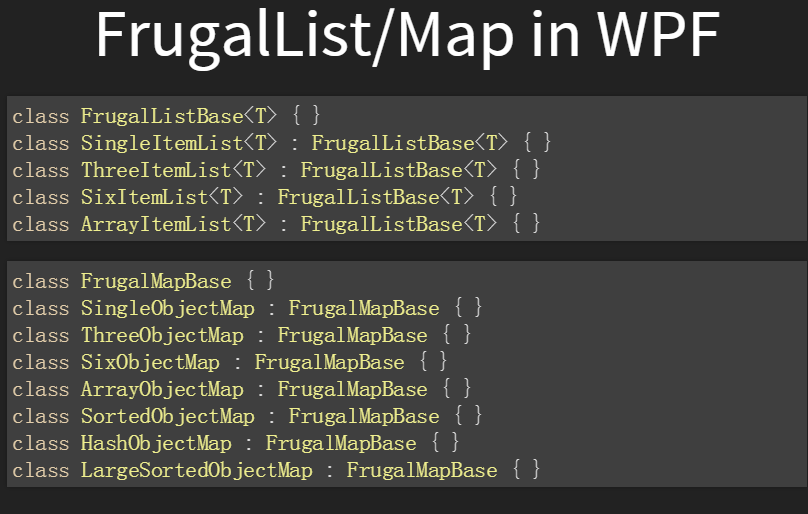 FrugalList/Map in WPF
class FrugalListBase<T> { }
class SingleItemList<T> : FrugalListBase<T> { }
class ThreeItemList<T> : FrugalListBase<T> { }
class SixItemList<T> : FrugalListBase<T> { }
class ArrayItemList<T> : FrugalListBase<T> { }
class FrugalMapBase { }
class SingleObjectMap : FrugalMapBase { }
class ThreeObjectMap : FrugalMapBase { }
class SixObjectMap : FrugalMapBase { }
class ArrayObjectMap : FrugalMapBase { }
class SortedObjectMap : FrugalMapBase { }
class HashObjectMap : FrugalMapBase { }
class LargeSortedObjectMap : FrugalMapBase { }